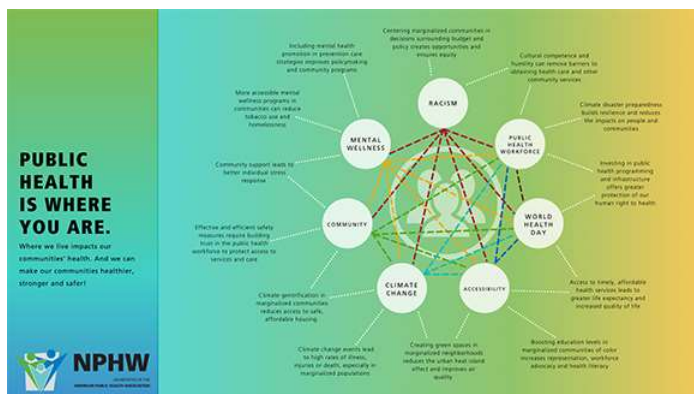 PUBLIC
HEALTH
IS WHERE
YOU ARE.
Where we live impacts our
communities' health. And we can
make our communities healthier,
stronger and safer!
NPHW
AN INITIATIVE OF THE
AMERICAN PUBLIC HEALTH ASSOCIATION
Centering marginalized communities in
decisions surrounding budget and
policy creates opportunities and
ensures equity
Including mental health
promotion in prevention care
strategies improves policymaking
and community programs
Cultural competence and
humility can remove barriers to
obtaining health care and other
community services
More accessible mental
wellness programs in
communities can reduce
tobacco use and
homelessness
Climate disaster preparedness
builds resilience and reduces
the impacts on people and
communities
Community support leads to
better individual stress
response
Investing in public
health programming
and infrastructure
offers greater
protection of our
human right to health
Effective and efficient safety
measures require building
trust in the public health
workforce to protect access to
services and care
Access to timely, affordable
health services leads to
greater life expectancy and
increased quality of life
Climate gentrification in
marginalized communities
reduces access to safe,
affordable housing
Climate change events lead
to high rates of illness,
injuries or death, especially in
marginalized populations
Creating green spaces in
marginalized neighborhoods
reduces the urban heat island
effect and improves air
quality
Boosting education levels in
marginalized communities of color
increases representation, workforce
advocacy and health literacy
RACISM
MENTAL
WELLNESS
PUBLIC
HEALTH
WORKFORCE
COMMUNITY
WORLD
HEALTH
DAY
CLIMATE
CHANGE
ACCESSIBILITY